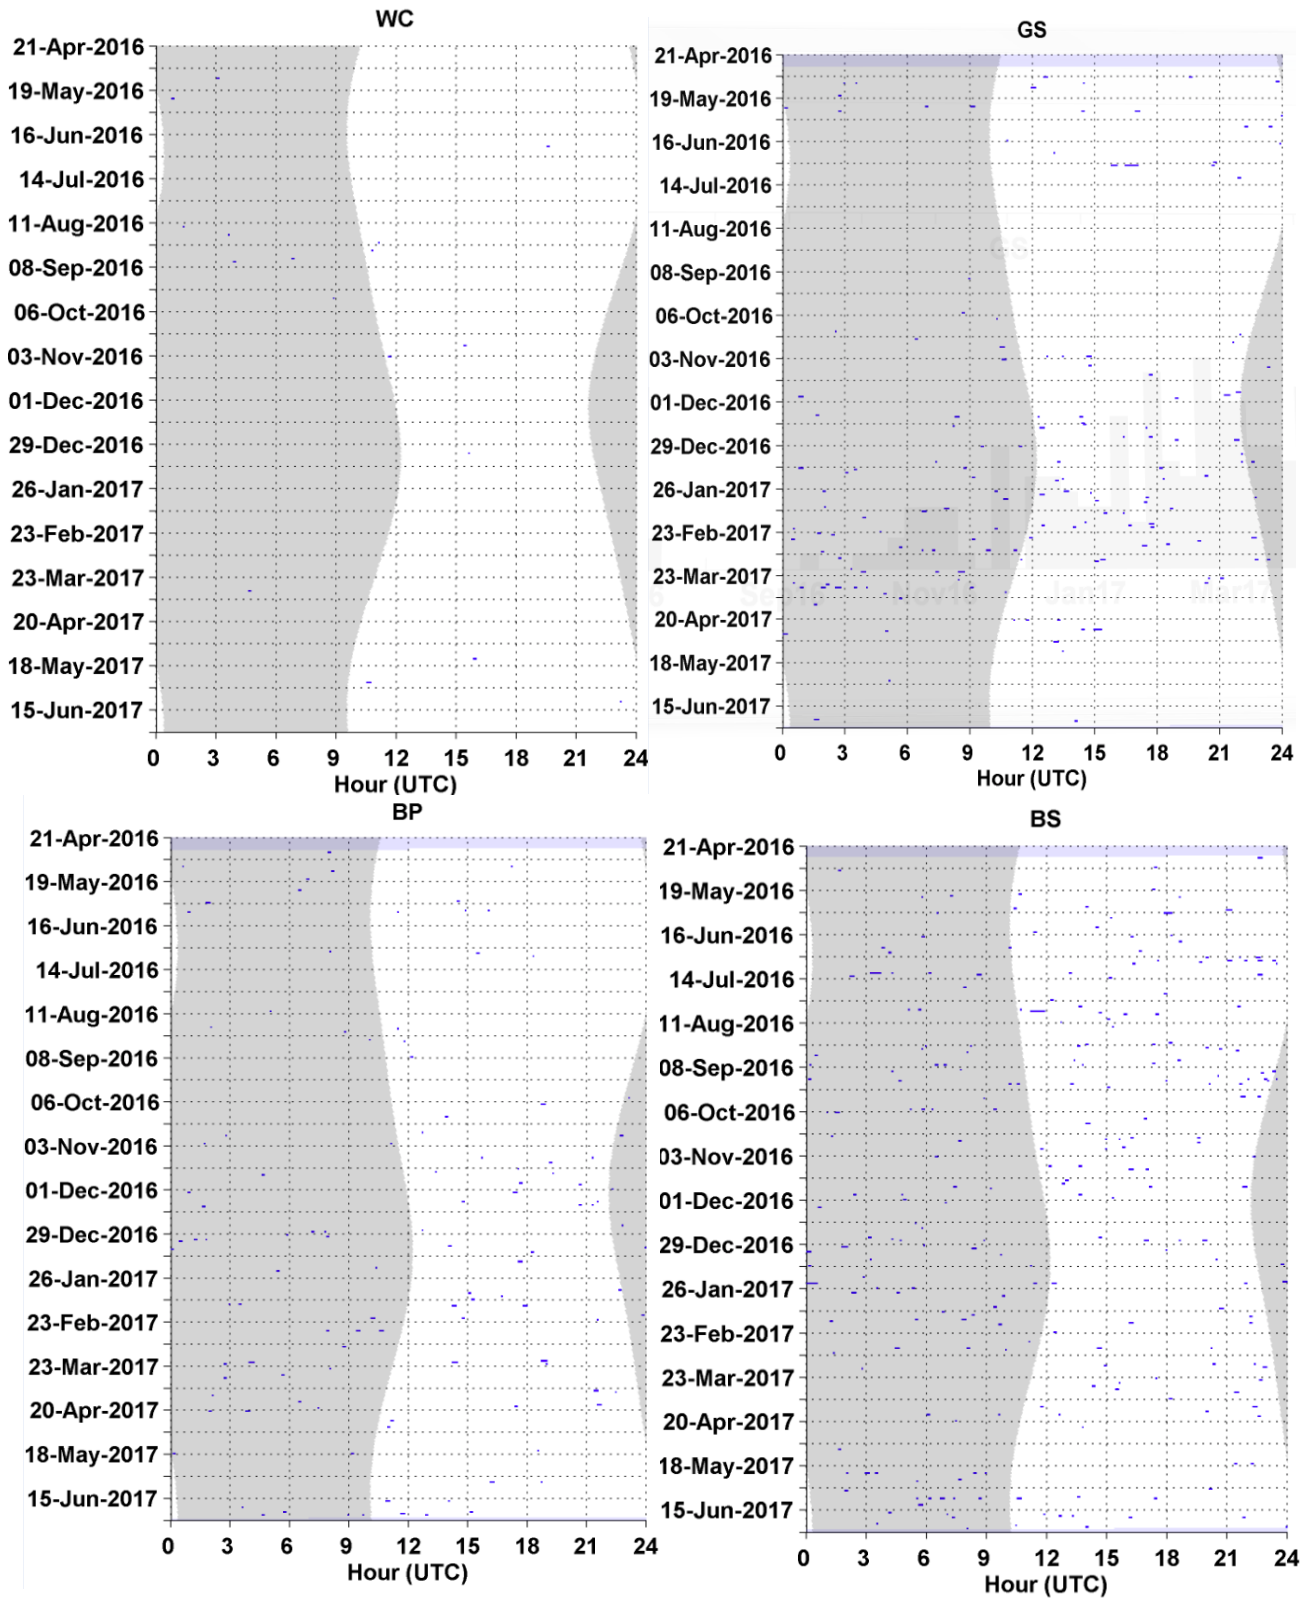 WC
21-Apr-2016
19-May-2016
16-Jun-2016
14-Jul-2016
11-Aug-2016
08-Sep-2016
06-Oct-2016
03-Nov-2016
01-Dec-2016
29-Dec-2016
26-Jan-2017
23-Feb-2017
23-Mar-2017
20-Apr-2017
18-May-2017
15-Jun-2017
0 3 6 9 12 15 18 21 24
Hour (UTC)
GS
21-Apr-2016
19-May-2016
16-Jun-2016
14-Jul-2016
11-Aug-2016
GS
08-Sep-2016
06-Oct-2016
03-Nov-2016
01-Dec-2016
29-Dec-2016
26-Jan-2017
23-Feb-2017
23-Mar-2017
6 Sep16 Nov16 Jan17 Mar17
20-Apr-2017
18-May-2017
15-Jun-2017
0 3 6 9 12 15 18 21 24
Hour (UTC)
BP
21-Apr-2016
19-May-2016
16-Jun-2016
14-Jul-2016
11-Aug-2016
08-Sep-2016
06-Oct-2016
03-Nov-2016
01-Dec-2016
29-Dec-2016
26-Jan-2017
23-Feb-2017
23-Mar-2017
20-Apr-2017
18-May-2017
15-Jun-2017
0 3 6 9 12 15 18 21 24
Hour (UTC)
BS
21-Apr-2016
19-May-2016
16-Jun-2016
14-Jul-2016
11-Aug-2016
08-Sep-2016
06-Oct-2016
03-Nov-2016
01-Dec-2016
29-Dec-2016
26-Jan-2017
23-Feb-2017
23-Mar-2017
20-Apr-2017
18-May-2017
15-Jun-2017
0 3 6 9 12 15 18 21 24
Hour (UTC)